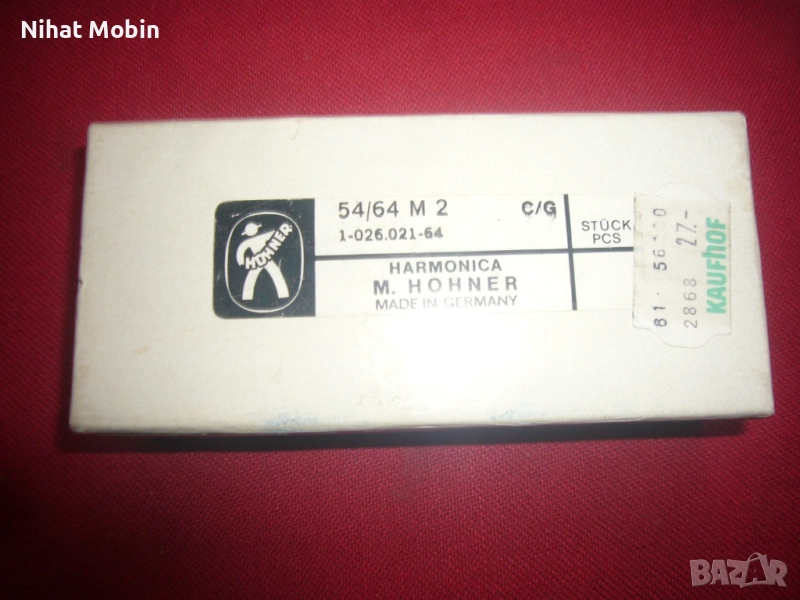 Nihat Mobin
HOHNER
54/64 M 2 C/G
1-026.021-64
STÜCK
PCS
HARMONICA
M. HOHNER
MADE IN GERMANY
27.-
2868
KAUFHOF
BAZAR